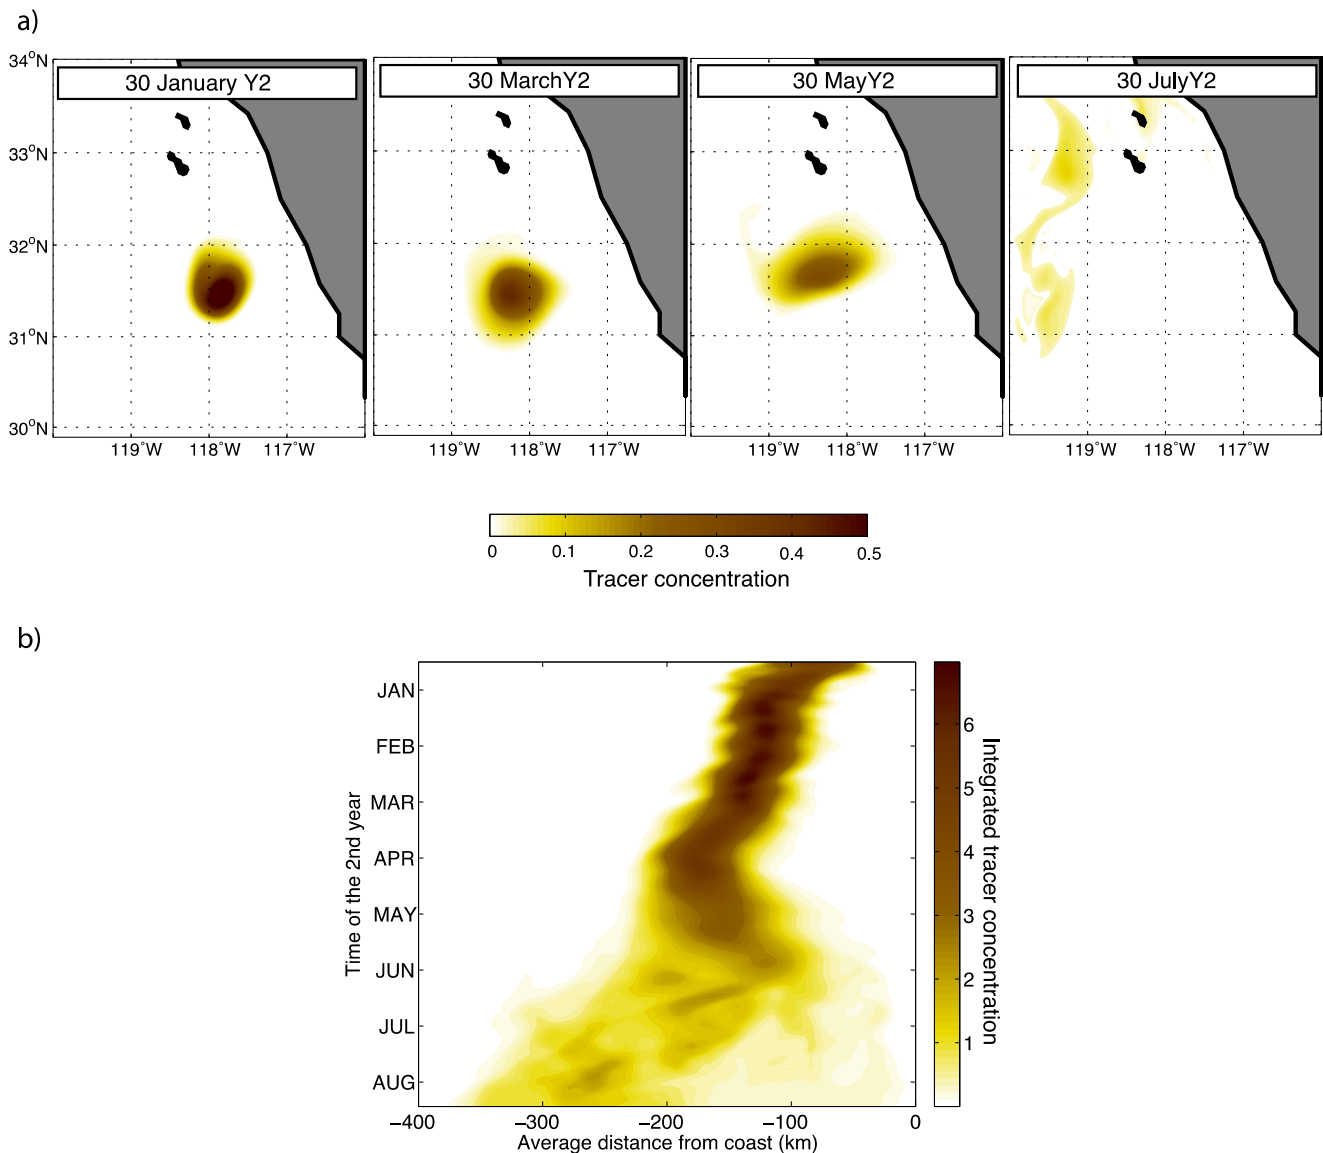 a)
30 January Y2
30 MarchY2
30 MayY2
30 JulyY2
34°N
33°N
32°N
31°N
30°N
119°W 118°W 117°W
119°W 118°W 117°W
119°W 118°W 117°W
119°W 118°W 117°W
0 0.1 0.2 0.3 0.4 0.5
Tracer concentration
b)
Time of the 2nd year
JAN
FEB
MAR
APR
MAY
JUN
JUL
AUG
−400 −300 −200 −100 0
Average distance from coast (km)
6
5
4
3
2
1
Integrated tracer concentration